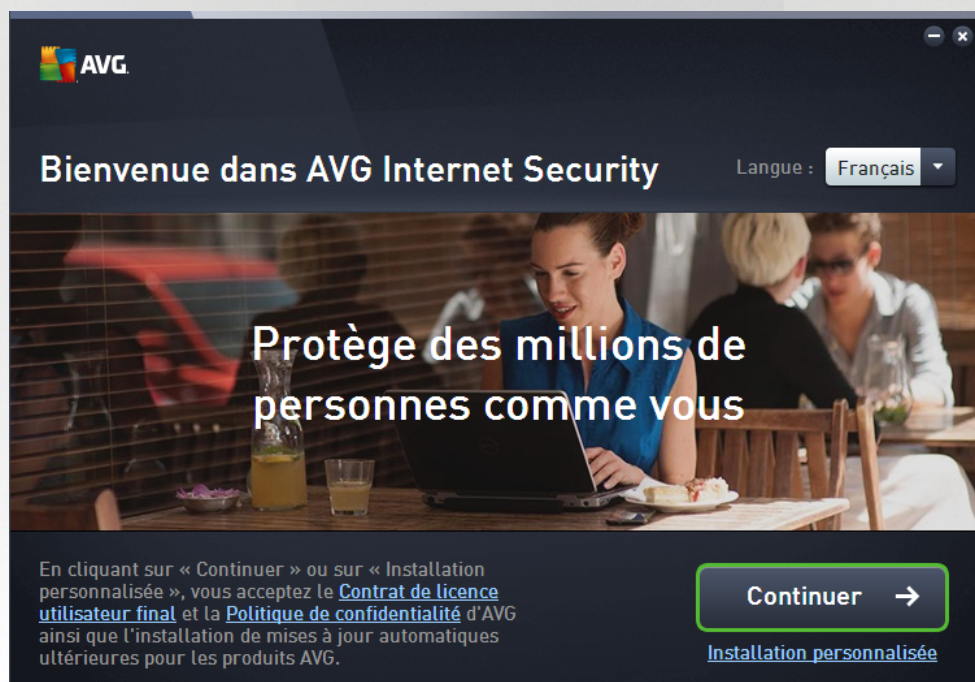 AVG.
Bienvenue dans AVG Internet Security
Langue : Français
Protège des millions de
personnes comme vous
En cliquant sur « Continuer » ou sur « Installation
personnalisée », vous acceptez le Contrat de licence
utilisateur final et la Politique de confidentialité d'AVG
ainsi que l'installation de mises à jour automatiques
ultérieures pour les produits AVG.
Continuer →
Installation personnalisée